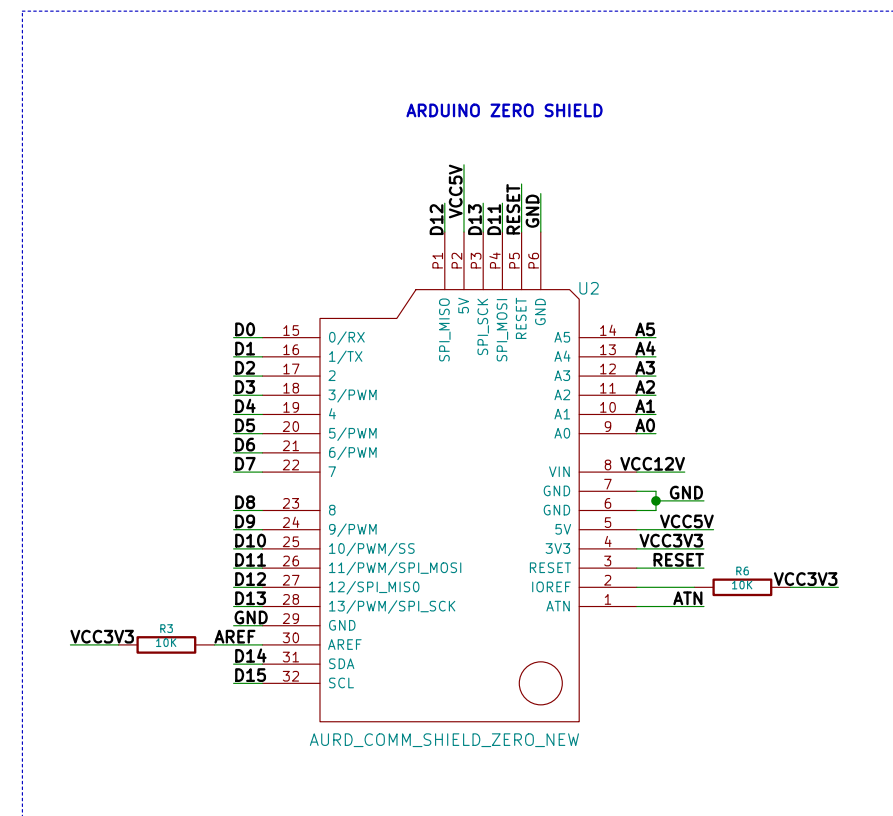 ARDUINO ZERO SHIELD
D12 VCC5V D13 D11 RESET GND
P1 P2 P3 P4 P5 P6
U2
SPI_MISO 5V SPI_SCK SPI_MOSI RESET GND
D0 15 0/RX A5 14 A5
D1 16 1/TX A4 13 A4
D2 17 2 A3 12 A3
D3 18 3/PWM A2 11 A2
D4 19 4 A1 10 A1
D5 20 5/PWM A0 9 A0
D6 21 6/PWM
D7 22 7 VIN 8 VCC12V
GND 7 GND
D8 23 8 GND 6
D9 24 9/PWM 5V 5 VCC5V
D10 25 10/PWM/SS 3V3 4 VCC3V3
D11 26 11/PWM/SPI_MOSI RESET 3 RESET
D12 27 12/SPI_MISO IOREF 2 R6 10K VCC3V3
D13 28 13/PWM/SPI_SCK ATN 1 ATN
GND 29 GND
VCC3V3 R3 10K AREF 30 AREF
D14 31 SDA
D15 32 SCL
AURD_COMM_SHIELD_ZERO_NEW